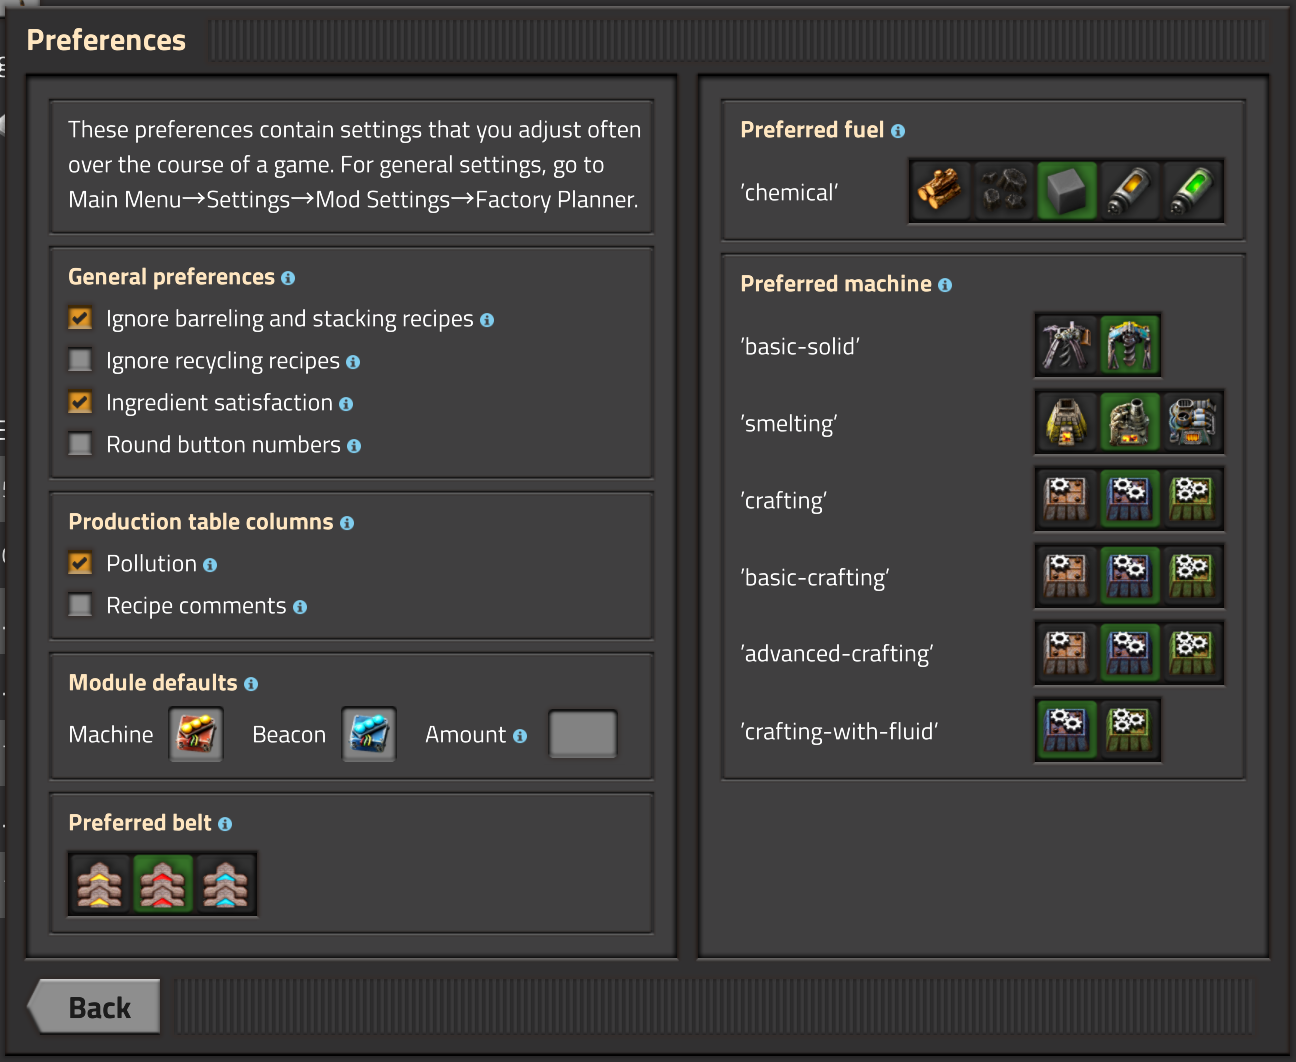 Preferences
These preferences contain settings that you adjust often
over the course of a game. For general settings, go to
Main Menu→Settings→Mod Settings→Factory Planner.
General preferences
Ignore barreling and stacking recipes
Ignore recycling recipes
Ingredient satisfaction
Round button numbers
Production table columns
Pollution
Recipe comments
Module defaults
Machine Beacon Amount
Preferred belt
Preferred fuel
'chemical'
Preferred machine
'basic-solid'
'smelting'
'crafting'
'basic-crafting'
'advanced-crafting'
'crafting-with-fluid'
Back